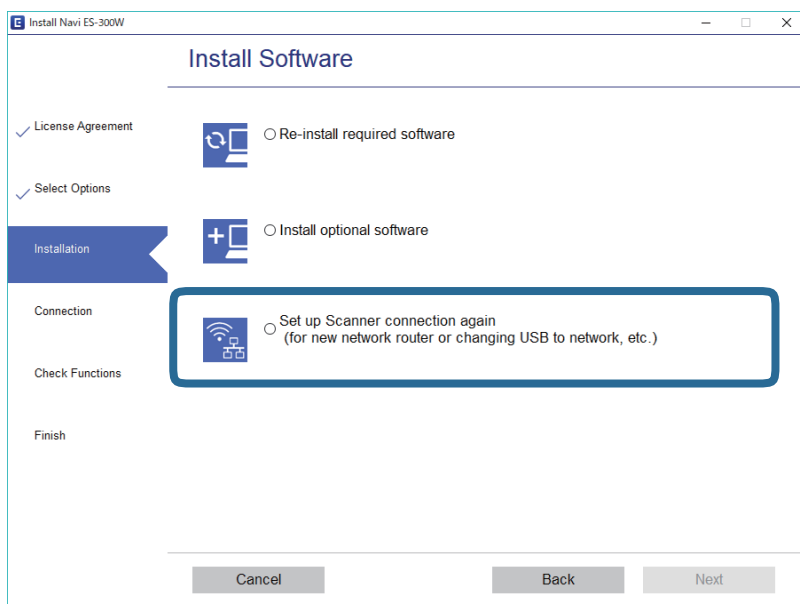 E Install Navi ES-300W
Install Software
License Agreement
Select Options
Installation
Connection
Check Functions
Finish
Re-install required software
Install optional software
Set up Scanner connection again
(for new network router or changing USB to network, etc.)
Cancel
Back
Next